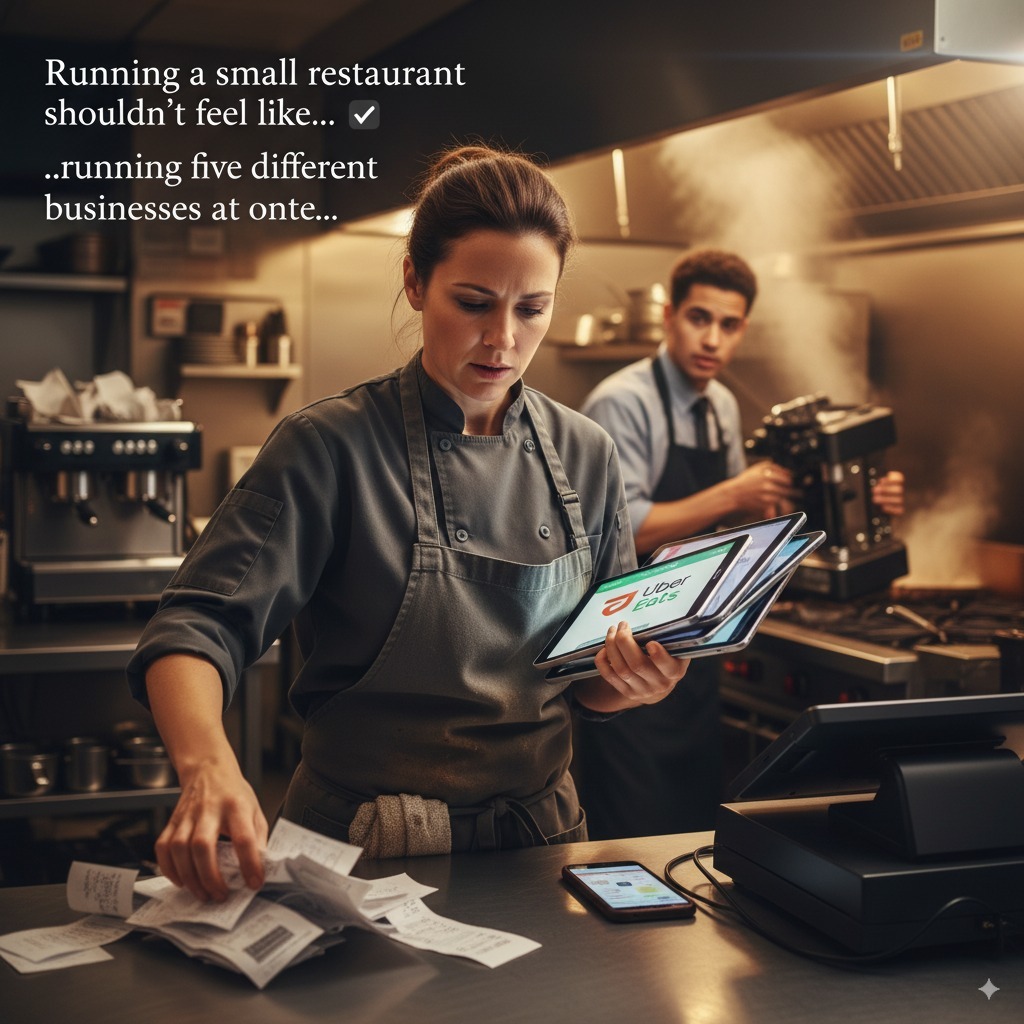 Running a small restaurant
shouldn't feel like...
..running five different
businesses at onte...
Uber
Eats